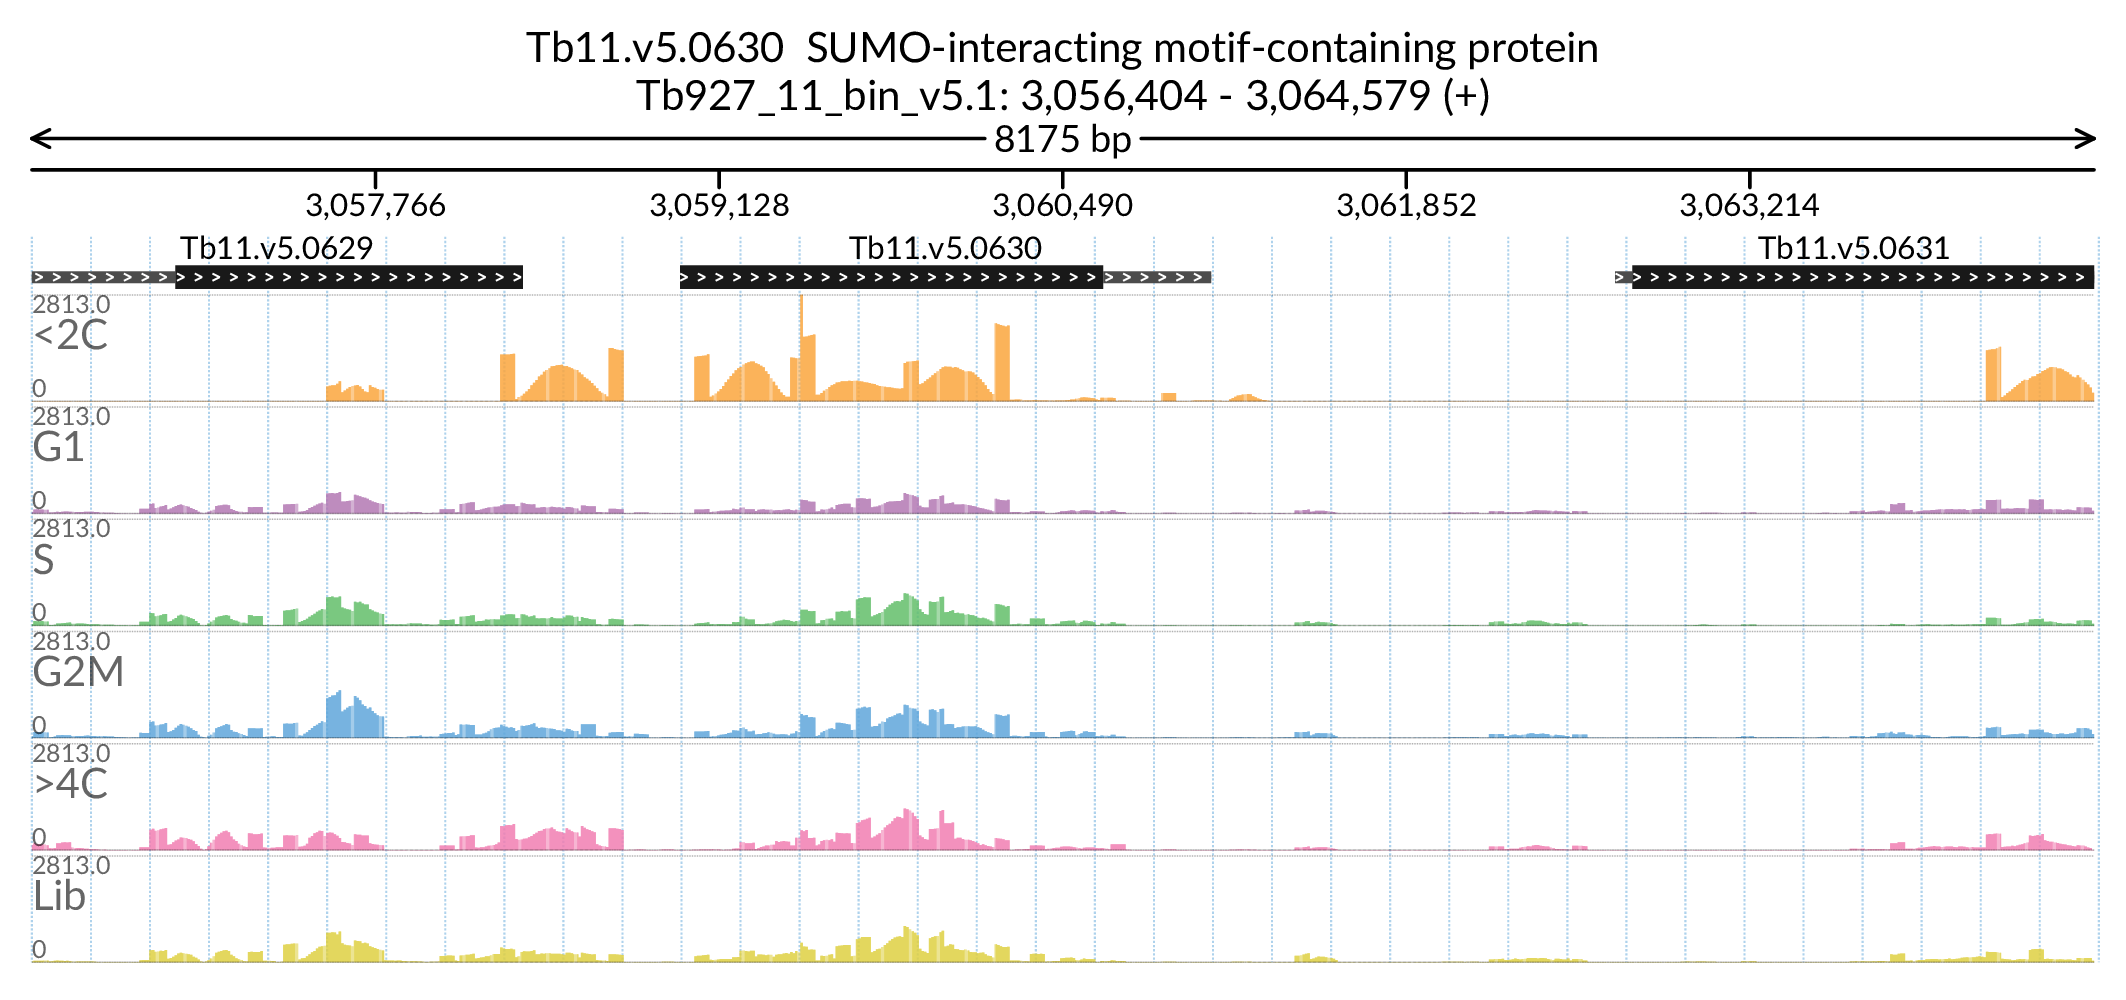 Tb11.v5.0630 SUMO-interacting motif-containing protein
Tb927_11_bin_v5.1: 3,056,404 - 3,064,579 (+)
8175 bp
3,057,766 3,059,128 3,060,490 3,061,852 3,063,214
Tb11.v5.0629 Tb11.v5.0630 Tb11.v5.0631
2813.0
<2C
0
2813.0
G1
0
2813.0
S
0
2813.0
G2M
0
2813.0
>4C
0
2813.0
Lib
0